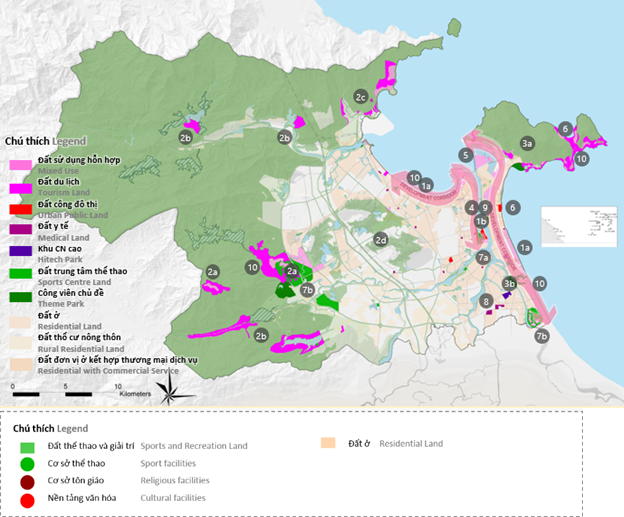 2c
6
2b
2b
3a
5
10
Chú thích Legend
Đất sử dụng hỗn hợp
Mixed Use
Đất du lịch
Tourism Land
Đất công đô thị
Urban Public Land
Đất y tế
Medical Land
Khu CN cao
Hitech Park
Đất trung tâm thể thao
Sports Centre Land
Công viên chủ đề
Theme Park
Đất ở
Residential Land
Đất thổ cư nông thôn
Rural Residential Land
Đất đơn vị ở kết hợp thương mại dịch vụ
Residential with Commercial Service
10
1a
DEVELOPMENT CORRIDOR
4
9
6
1b
2d
1a
7a
10
2a
2a
7b
3b
10
8
2b
2b
7b
0
5
10
Kilometers
Chú thích Legend
Đất thể thao và giải trí Sports and Recreation Land
Đất ở Residential Land
Cơ sở thể thao Sport facilities
Cơ sở tôn giáo Religious facilities
Nền tảng văn hóa Cultural facilities